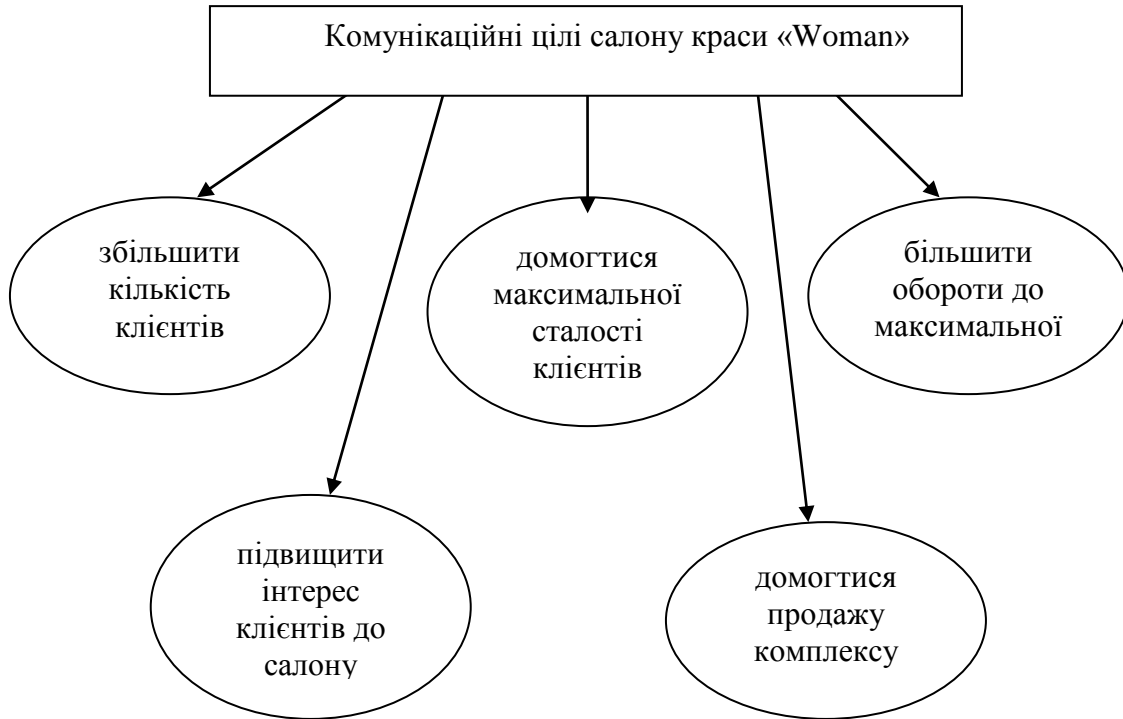 Комунікаційні цілі салону краси «Woman»
збільшити
кількість
клієнтів
домогтися
максимальної
сталості
клієнтів
більшити
обороти до
максимальної
підвищити
інтерес
клієнтів до
салону
домогтися
продажу
комплексу